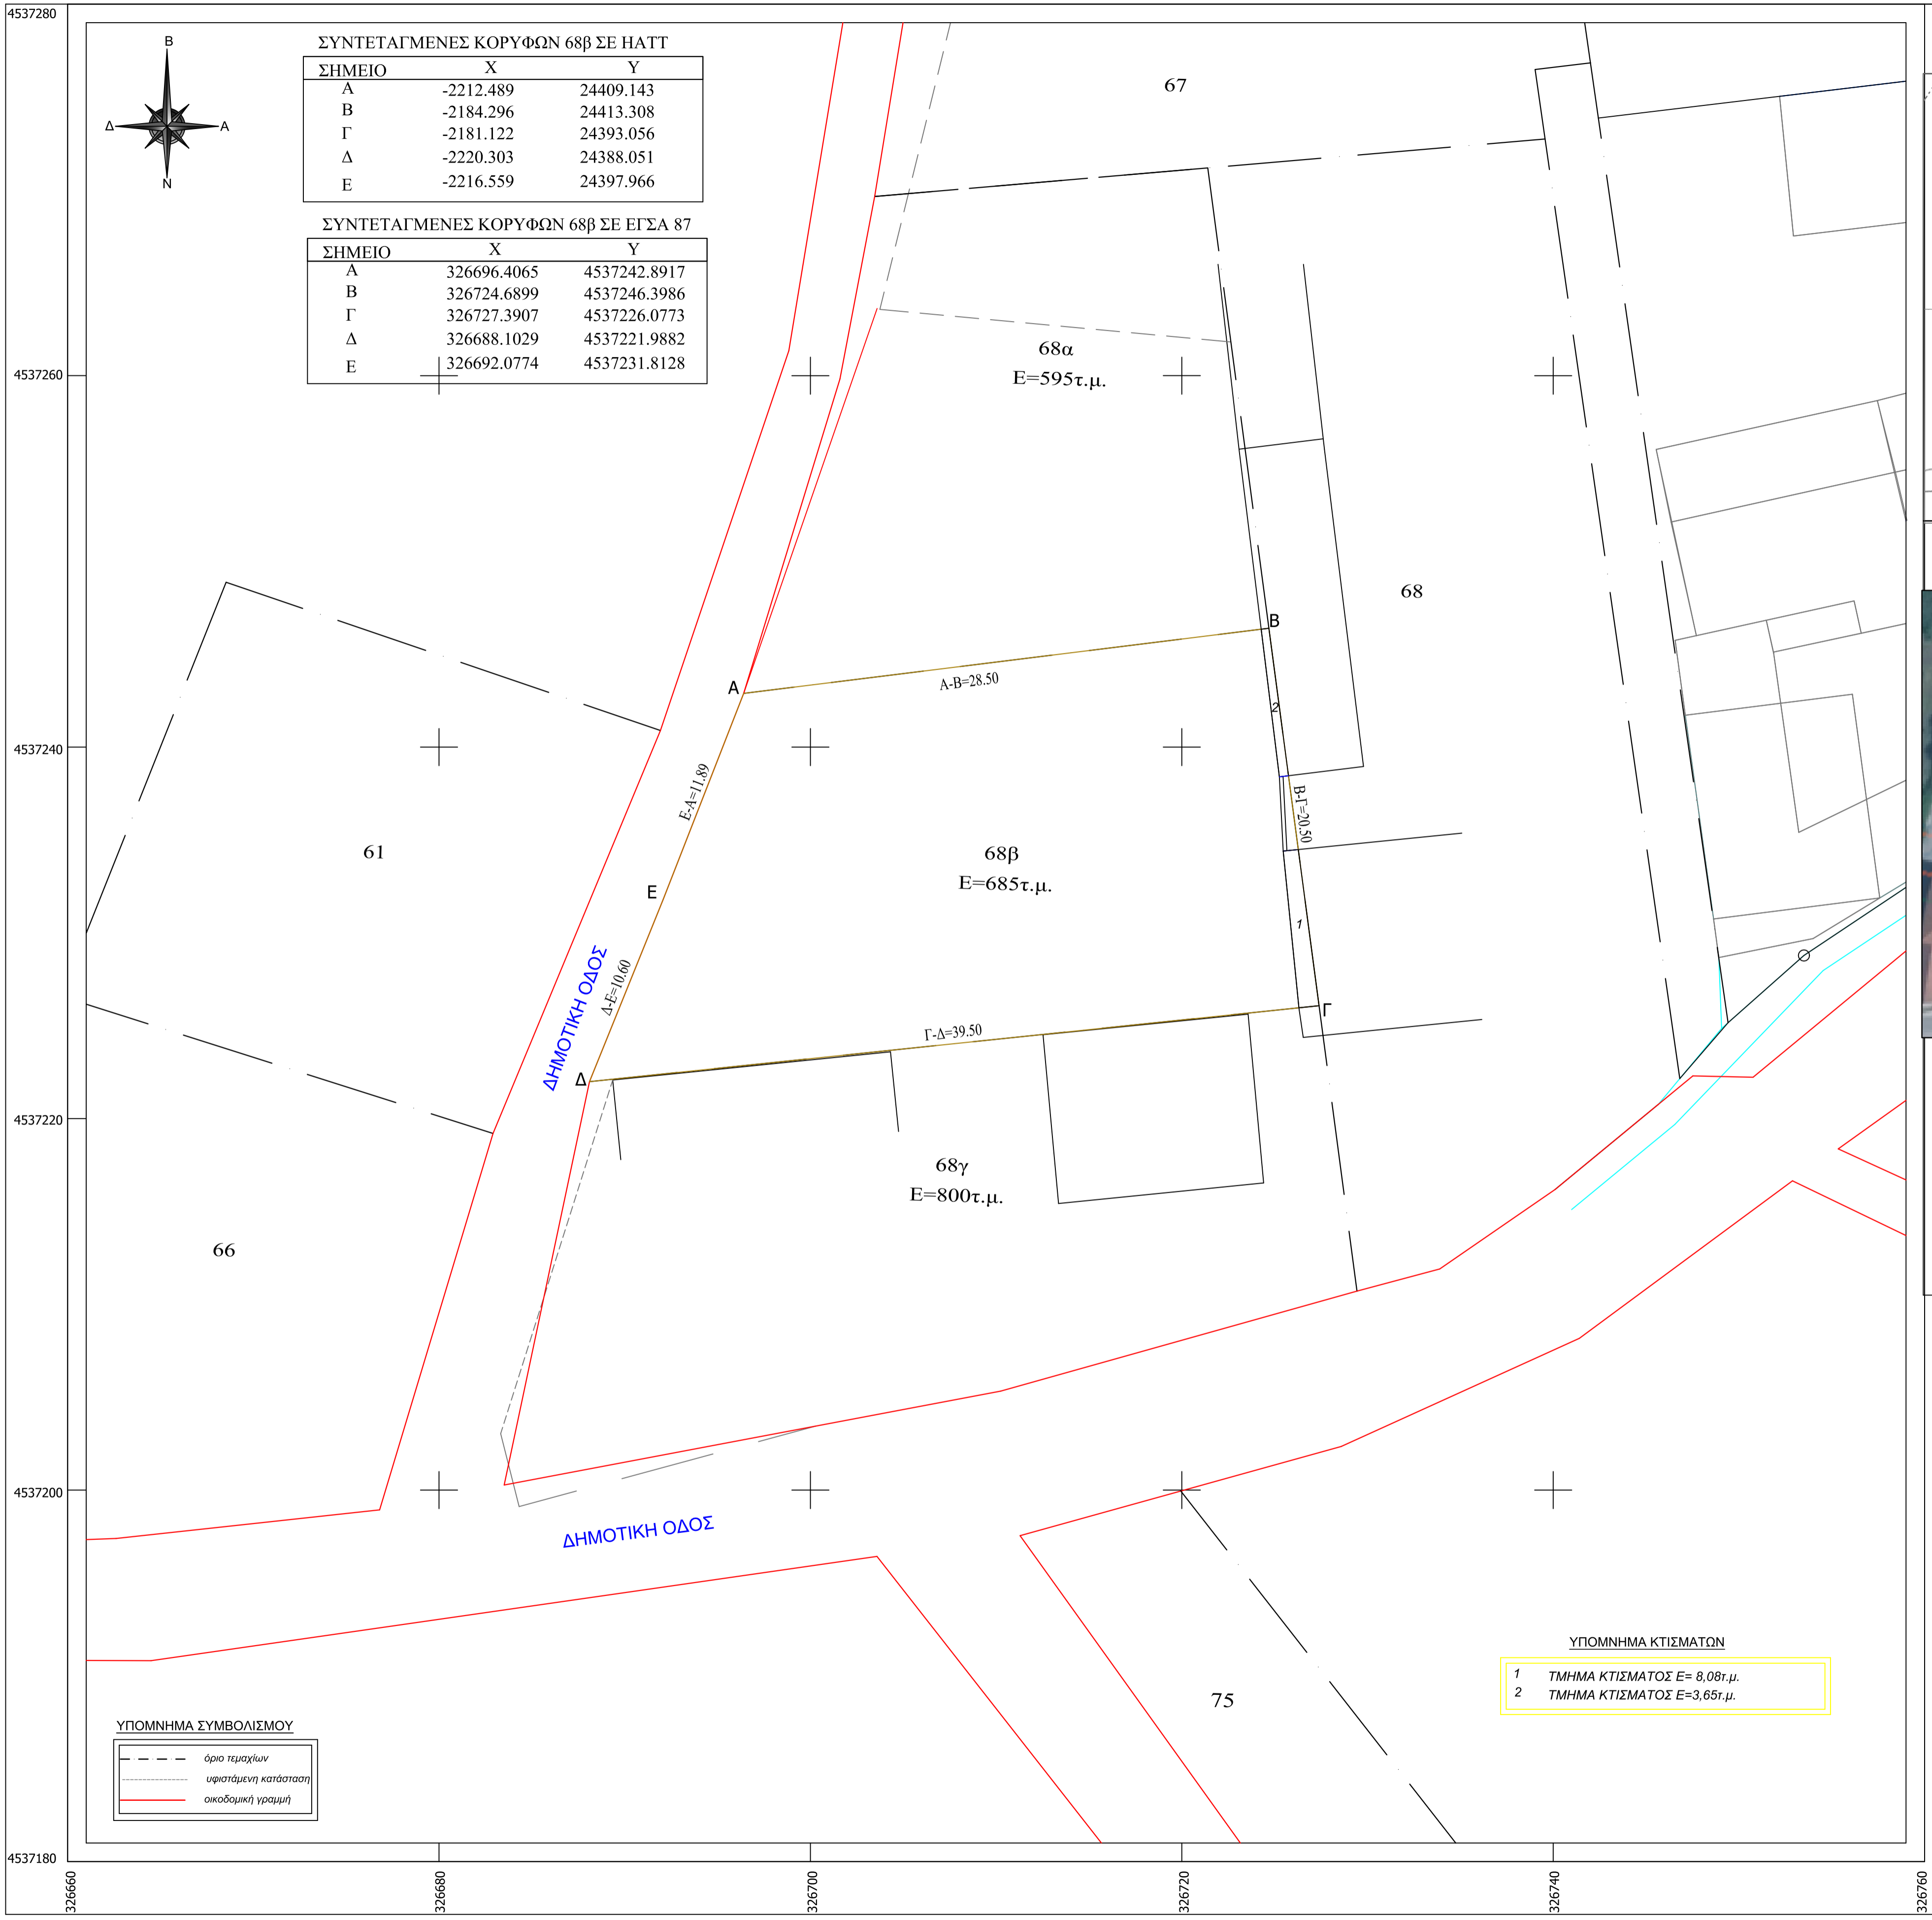 4537280
Β
Δ Α
Ν
ΣΥΝΤΕΤΑΓΜΕΝΕΣ ΚΟΡΥΦΩΝ 68β ΣΕ HATT
ΣΗΜΕΙΟ X Y
Α -2212.489 24409.143
Β -2184.296 24413.308
Γ -2181.122 24393.056
Δ -2220.303 24388.051
Ε -2216.559 24397.966
ΣΥΝΤΕΤΑΓΜΕΝΕΣ ΚΟΡΥΦΩΝ 68β ΣΕ ΕΓΣΑ 87
ΣΗΜΕΙΟ X Y
Α 326696.4065 4537242.8917
Β 326724.6899 4537246.3986
Γ 326727.3907 4537226.0773
Δ 326688.1029 4537221.9882
Ε 326692.0774 4537231.8128
67
68α
Ε=595τ.μ.
4537260
68
Β
Α
Α-Β=28.50
2
4537240
Ε-Α=11.89
Β-Γ=20.50
61
68β
Ε=685τ.μ.
Ε
1
Δ-Ε=10.60
ΔΗΜΟΤΙΚΗ ΟΔΟΣ
Γ
Γ-Δ=39.50
Δ
4537220
68γ
Ε=800τ.μ.
66
4537200
ΔΗΜΟΤΙΚΗ ΟΔΟΣ
75
ΥΠΟΜΝΗΜΑ ΚΤΙΣΜΑΤΩΝ
1 ΤΜΗΜΑ ΚΤΙΣΜΑΤΟΣ Ε= 8,08τ.μ.
2 ΤΜΗΜΑ ΚΤΙΣΜΑΤΟΣ Ε=3,65τ.μ.
ΥΠΟΜΝΗΜΑ ΣΥΜΒΟΛΙΣΜΟΥ
όριο τεμαχίων
υφιστάμενη κατάσταση
οικοδομική γραμμή
4537180
326660 326680 326700 326720 326740 326760